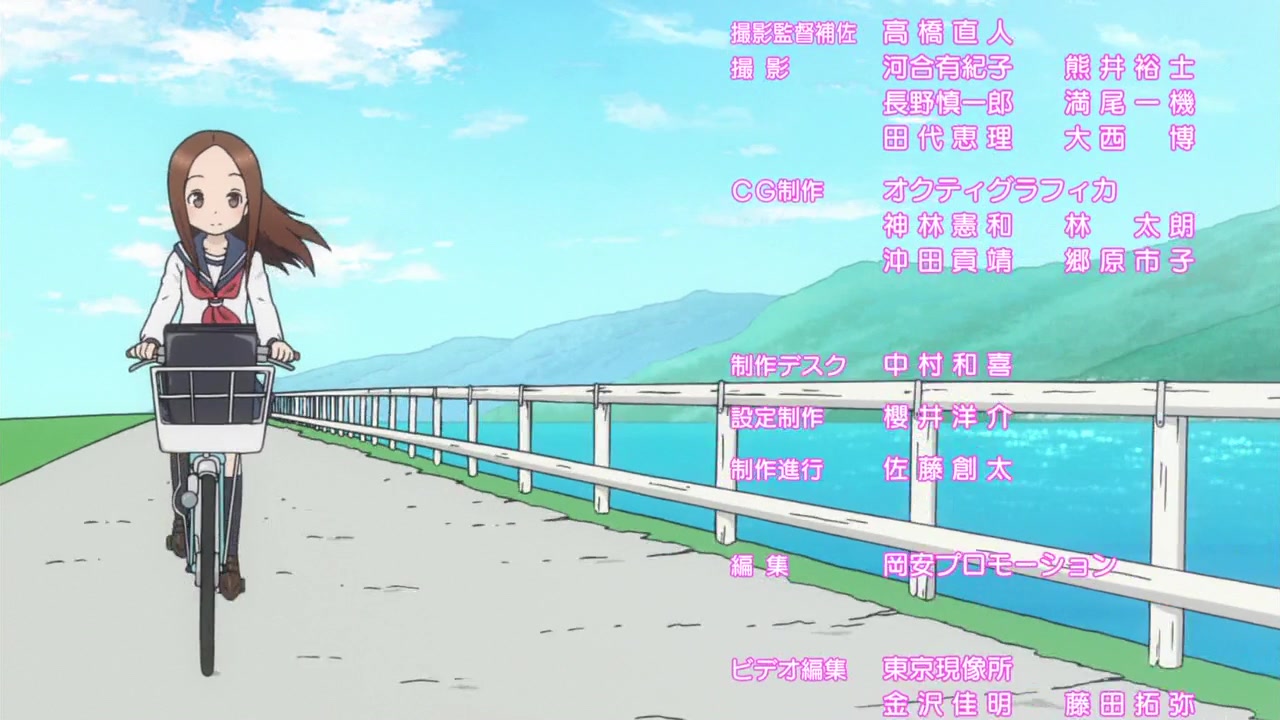 撮影監督補佐 高橋直人
撮影 河合有紀子 熊井裕士
長野慎一郎 満尾一機
田代恵理 大西 博
CG制作 オクティグラフィカ
神林憲和 林 太朗
沖田貢靖 郷原市子
制作デスク 中村和喜
設定制作 櫻井洋介
制作進行 佐藤創太
編集 岡安プロモーション
ビデオ編集 東京現像所
金沢佳明 藤田拓弥